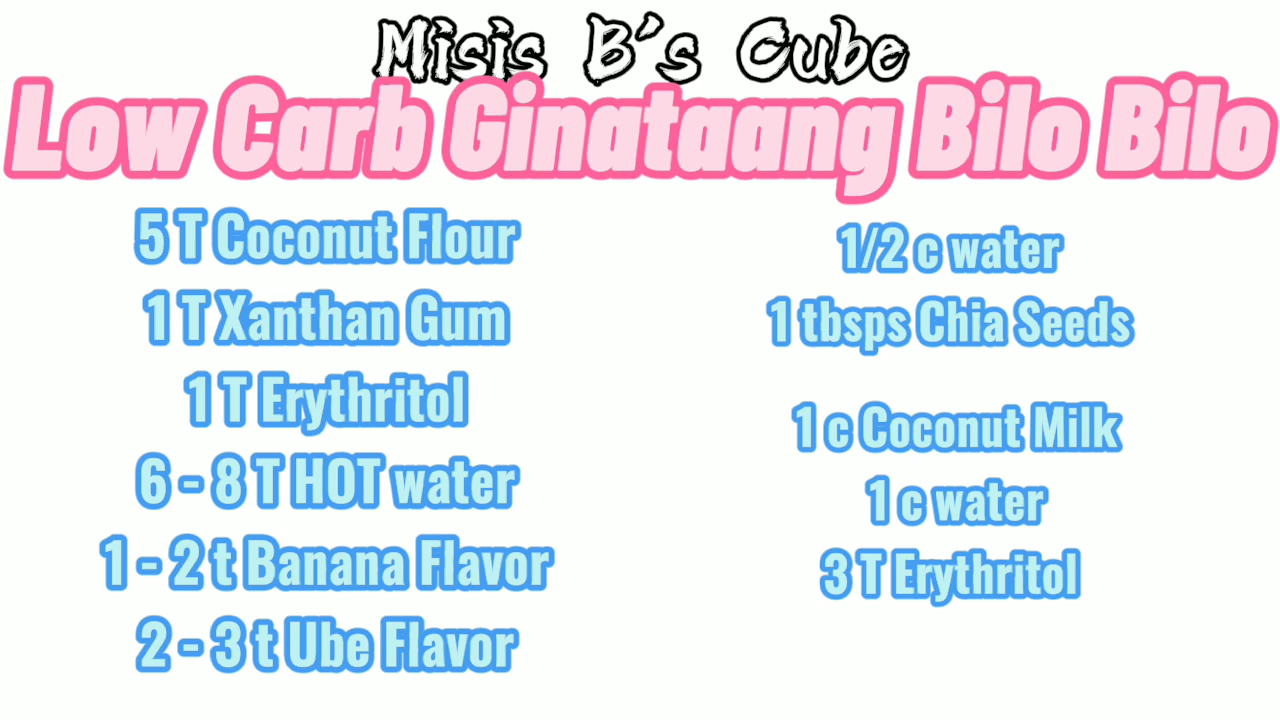 Misis B's Cube
Low Carb Ginataang Bilo Bilo
5 T Coconut Flour
1 T Xanthan Gum
1 T Erythritol
6 - 8 T HOT water
1 - 2 t Banana Flavor
2 - 3 t Ube Flavor
1/2 c water
1 tbsps Chia Seeds
1 c Coconut Milk
1 c water
3 T Erythritol